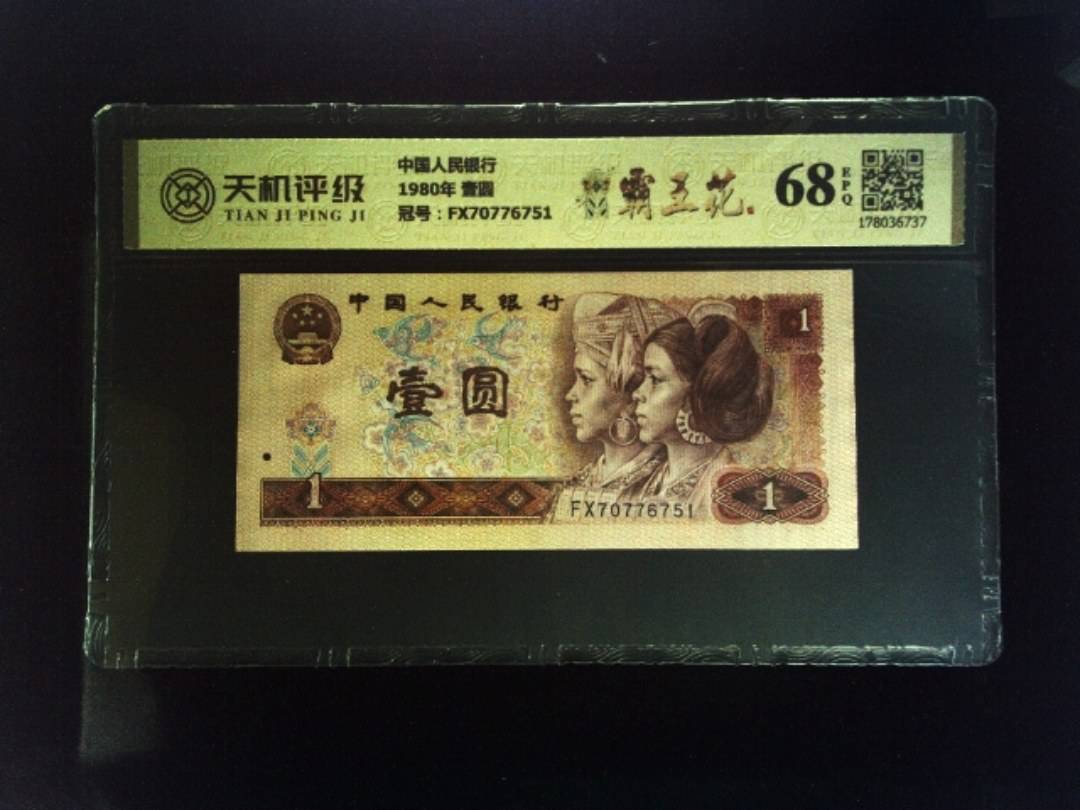 天机评级
TIAN JI PING JI
中国人民银行
1980年 壹圆
冠号：FX70776751
霸王花
68
EPQ
178036737
中国人民银行
1
壹圆
1
FX70776751
1